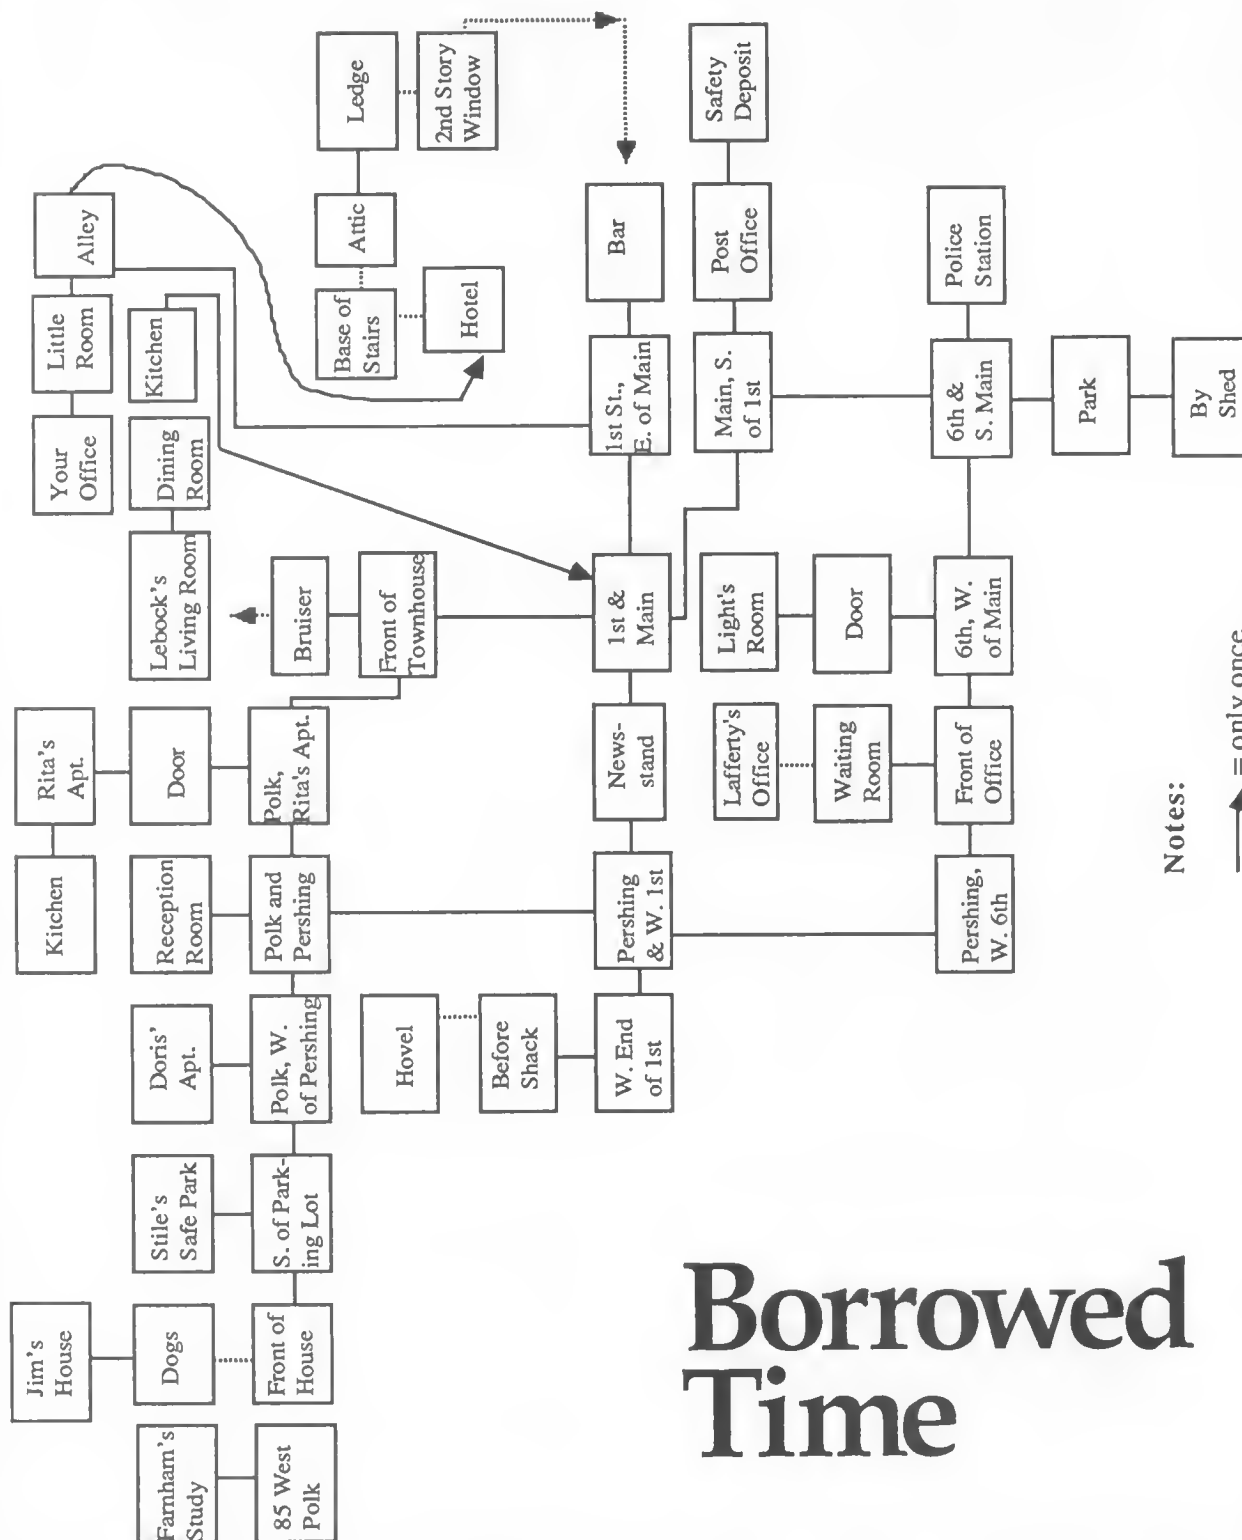 Ledge
2nd Story
Window
Safety
Deposit
Alley
Attic
Bar
Post
Office
Police
Station
Little
Room
Kitchen
Base of
Stairs
Hotel
1st St.,
E. of Main
Main, S.
of 1st
6th &
S. Main
Park
By
Shed
Your
Office
Dining
Room
Lebock's
Living Room
Bruiser
Front of
Townhouse
1st &
Main
Light's
Room
Door
6th, W.
of Main
Rita's
Apt.
Door
Polk,
Rita's Apt.
News-
stand
Lafferty's
Office
Waiting
Room
Front of
Office
Kitchen
Reception
Room
Polk and
Pershing
Pershing
& W. 1st
Pershing,
W. 6th
Doris'
Apt.
Polk, W.
of Pershing
Hovel
Before
Shack
W. End
of 1st
Stile's
Safe Park
S. of Park-
ing Lot
Jim's
House
Dogs
Front of
House
Farnham's
Study
85 West
Polk
Notes:
= only once
Borrowed
Time